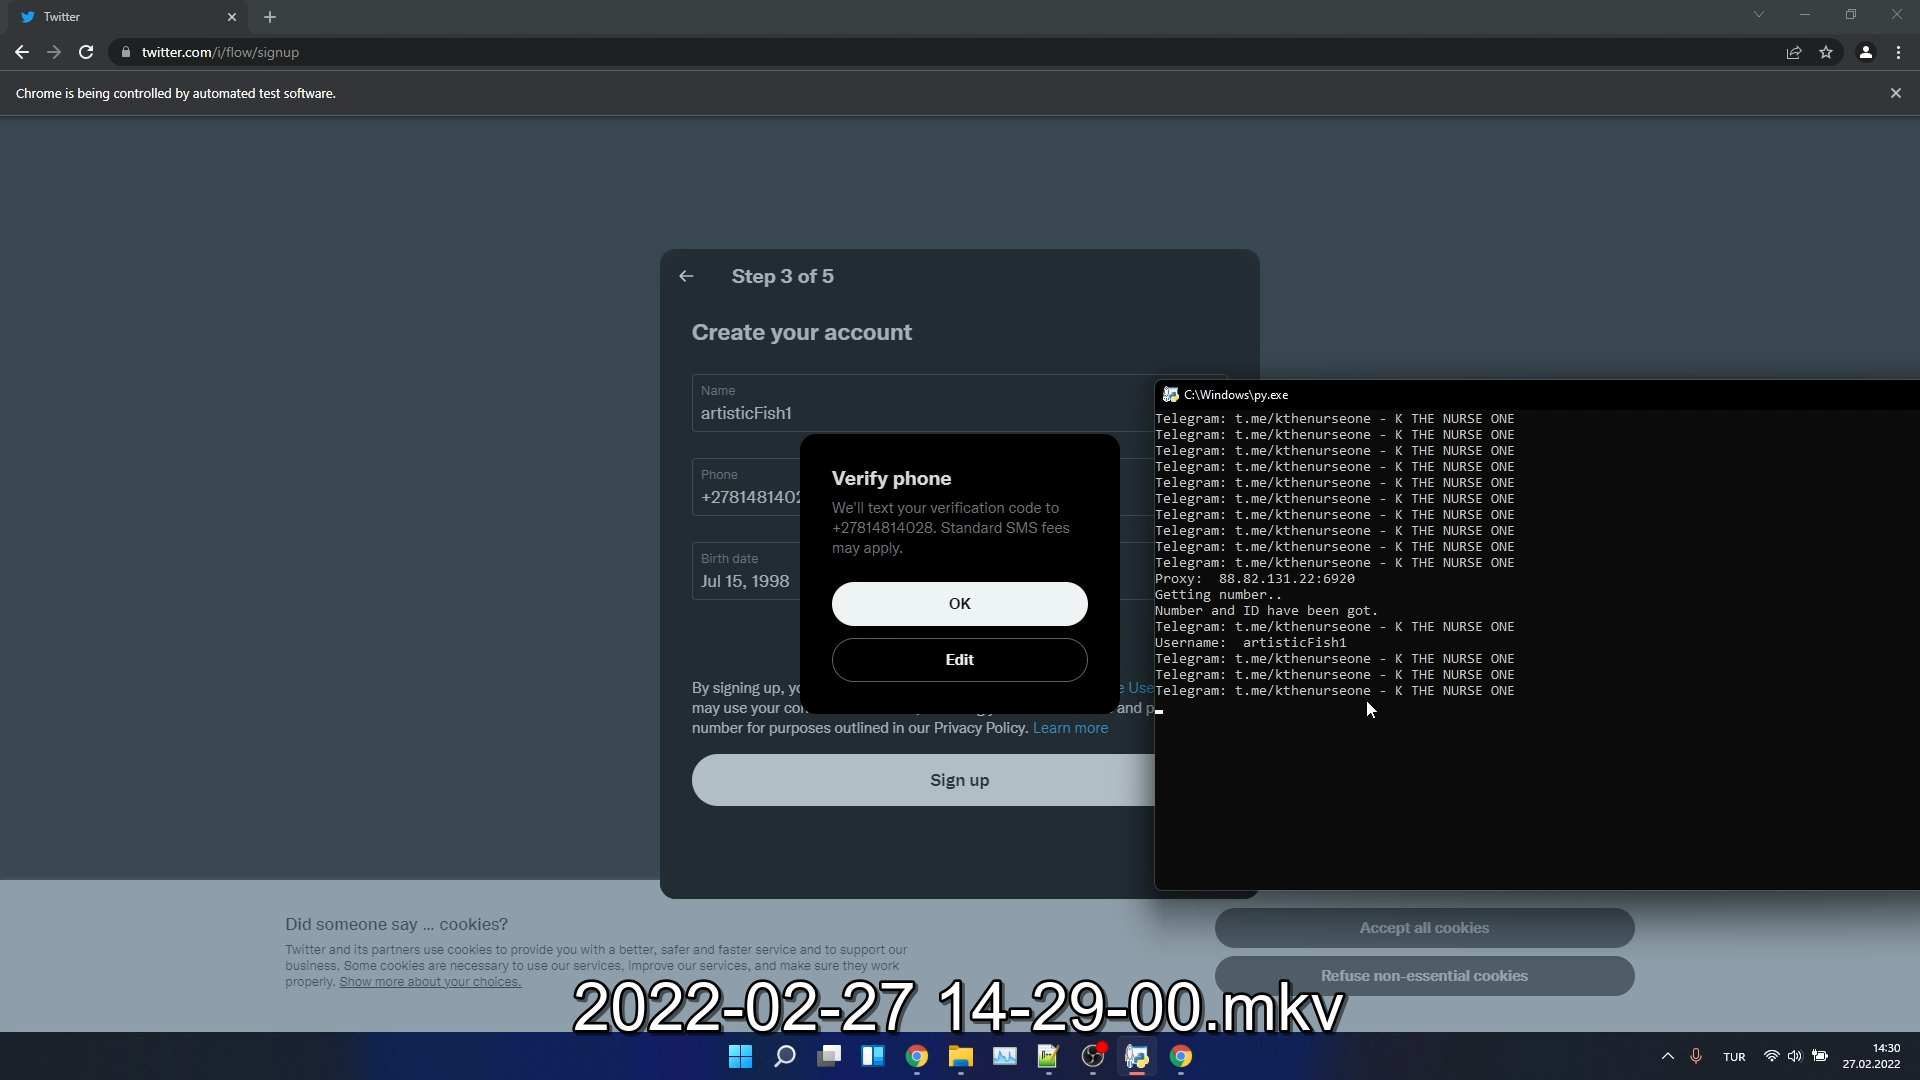 Twitter
twitter.com/i/flow/signup
Chrome is being controlled by automated test software.
Step 3 of 5
Create your account
Name
artisticFish1
Phone
+2781481402
Birth date
Jul 15, 1998
Verify phone
We'll text your verification code to
+27814814028. Standard SMS fees
may apply.
OK
Edit
By signing up, yo
e Use
may use your con
and p
number for purposes outlined in our Privacy Policy. Learn more
Sign up
C:\Windows\py.exe
Telegram: t.me/kthenurseone - K THE NURSE ONE
Telegram: t.me/kthenurseone - K THE NURSE ONE
Telegram: t.me/kthenurseone - K THE NURSE ONE
Telegram: t.me/kthenurseone - K THE NURSE ONE
Telegram: t.me/kthenurseone - K THE NURSE ONE
Telegram: t.me/kthenurseone - K THE NURSE ONE
Telegram: t.me/kthenurseone - K THE NURSE ONE
Telegram: t.me/kthenurseone - K THE NURSE ONE
Telegram: t.me/kthenurseone - K THE NURSE ONE
Telegram: t.me/kthenurseone - K THE NURSE ONE
Proxy:  88.82.131.22:6920
Getting number..
Number and ID have been got.
Telegram: t.me/kthenurseone - K THE NURSE ONE
Username:  artisticFish1
Telegram: t.me/kthenurseone - K THE NURSE ONE
Telegram: t.me/kthenurseone - K THE NURSE ONE
Telegram: t.me/kthenurseone - K THE NURSE ONE
Did someone say ... cookies?
Twitter and its partners use cookies to provide you with a better, safer and faster service and to support our
business. Some cookies are necessary to use our services, improve our services, and make sure they work
properly. Show more about your choices.
Accept all cookies
Refuse non-essential cookies
2022-02-27 14-29-00.mkv
TUR
14:30
27.02.2022